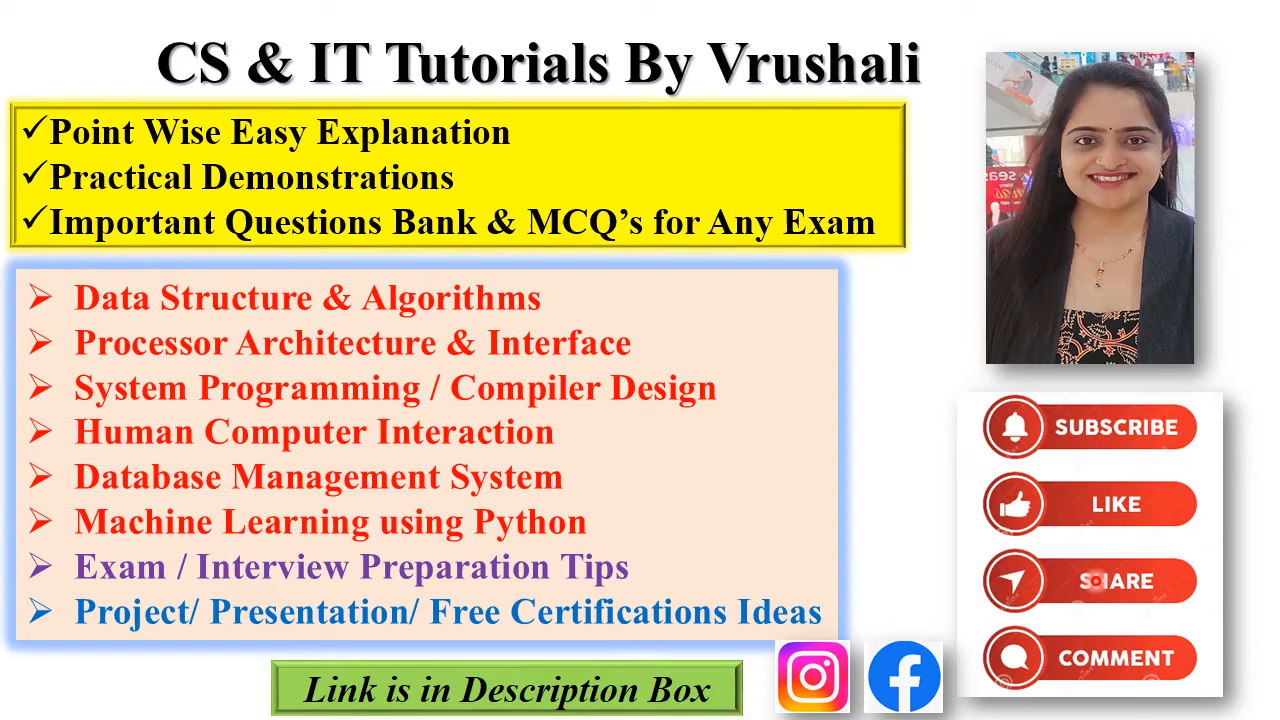 CS & IT Tutorials By Vrushali
✓Point Wise Easy Explanation
✓Practical Demonstrations
✓Important Questions Bank & MCQ’s for Any Exam
➢ Data Structure & Algorithms
➢ Processor Architecture & Interface
➢ System Programming / Compiler Design
➢ Human Computer Interaction
➢ Database Management System
➢ Machine Learning using Python
➢ Exam / Interview Preparation Tips
➢ Project/ Presentation/ Free Certifications Ideas
Link is in Description Box
SUBSCRIBE
LIKE
SHARE
COMMENT